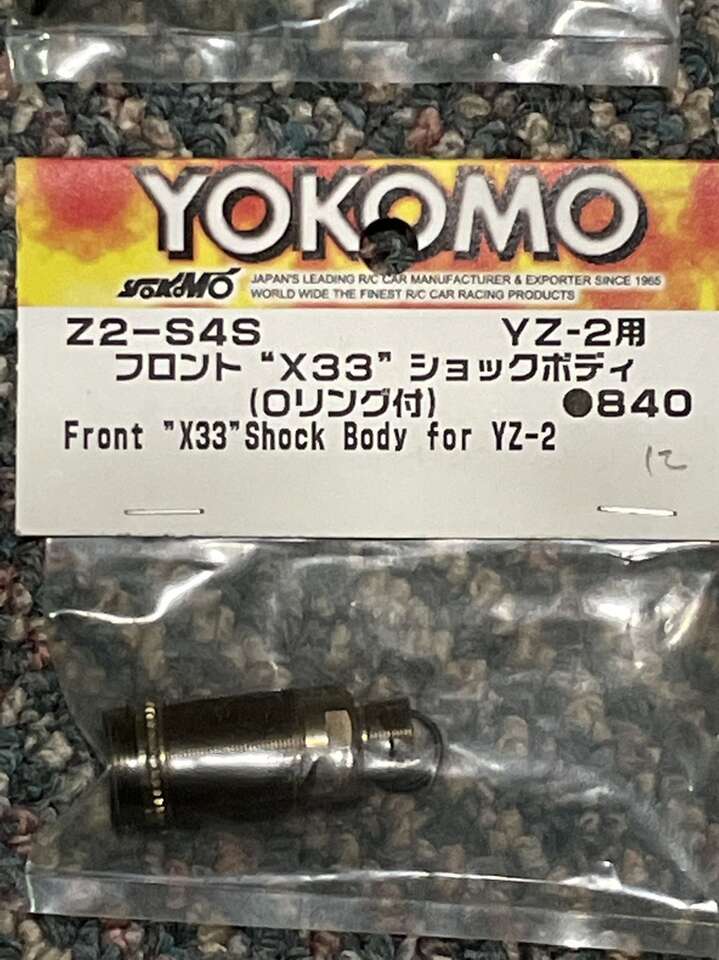 YOKOMO
YOKOMO JAPAN'S LEADING R/C CAR MANUFACTURER & EXPORTER SINCE 1965
WORLD WIDE THE FINEST R/C CAR RACING PRODUCTS
Z2-S4S YZ-2用
フロント“X33”ショックボディ
(Oリング付) ●840
Front "X33"Shock Body for YZ-2
12